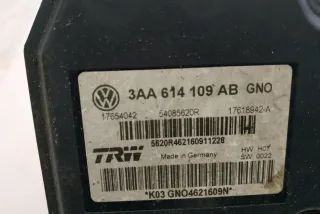 3AA 614 109 AB GNO
17654042 54085620R 17618942-A
5520R462160911228
TRW Made in Germany HW: H07
SW: 0022
*K03 GNO4621609N*